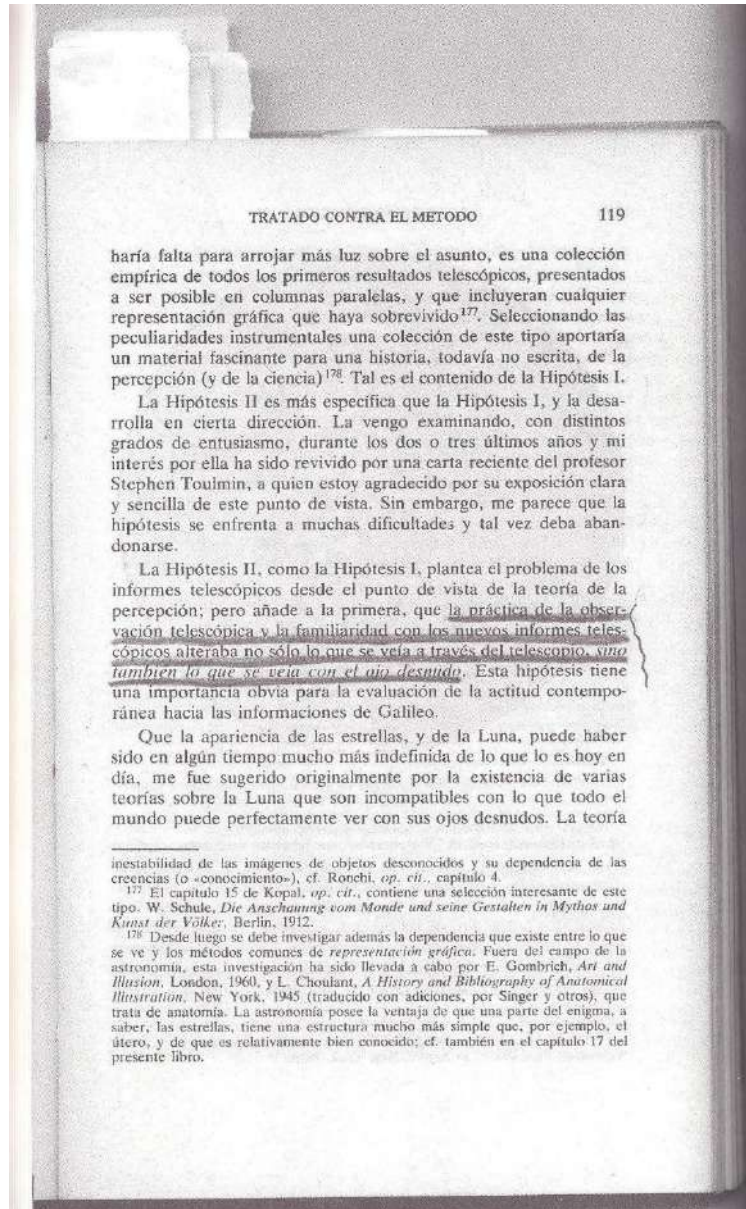 TRATADO CONTRA EL METODO 119
haría falta para arrojar más luz sobre el asunto, es una colección
empírica de todos los primeros resultados telescópicos, presentados
a ser posible en columnas paralelas, y que incluyeran cualquier
representación gráfica que haya sobrevivido 177. Seleccionando las
peculiaridades instrumentales una colección de este tipo aportaría
un material fascinante para una historia, todavía no escrita, de la
percepción (y de la ciencia) 178. Tal es el contenido de la Hipótesis I.
La Hipótesis II es más específica que la Hipótesis I, y la desa-
rrolla en cierta dirección. La vengo examinando, con distintos
grados de entusiasmo, durante los dos o tres últimos años y mi
interés por ella ha sido revivido por una carta reciente del profesor
Stephen Toulmin, a quien estoy agradecido por su exposición clara
y sencilla de este punto de vista. Sin embargo, me parece que la
hipótesis se enfrenta a muchas dificultades y tal vez deba aban-
donarse.
La Hipótesis II, como la Hipótesis I, plantea el problema de los
informes telescópicos desde el punto de vista de la teoría de la
percepción; pero añade a la primera, que la práctica de la obser-
vación telescópica y la familiaridad con los nuevos informes teles-
cópicos alteraba no sólo lo que se veía a través del telescopio, sino
también lo que se veía con el ojo desnudo. Esta hipótesis tiene
una importancia obvia para la evaluación de la actitud contempo-
ránea hacia las informaciones de Galileo.
Que la apariencia de las estrellas, y de la Luna, puede haber
sido en algún tiempo mucho más indefinida de lo que lo es hoy en
día, me fue sugerido originalmente por la existencia de varias
teorías sobre la Luna que son incompatibles con lo que todo el
mundo puede perfectamente ver con sus ojos desnudos. La teoría
inestabilidad de las imágenes de objetos desconocidos y su dependencia de las
creencias (o «conocimiento»), cf. Ronchi, op. cit., capítulo 4.
177 El capítulo 15 de Kopal, op. cit., contiene una selección interesante de este
tipo. W. Schule, Die Anschauung vom Monde und seine Gestalten in Mythos und
Kunst der Völker, Berlin, 1912.
178 Desde luego se debe investigar además la dependencia que existe entre lo que
se ve y los métodos comunes de representación gráfica. Fuera del campo de la
astronomía, esta investigación ha sido llevada a cabo por E. Gombrich, Art and
Illusion, London, 1960, y L. Choulant, A History and Bibliography of Anatomical
Illustration, New York, 1945 (traducido con adiciones, por Singer y otros), que
trata de anatomía. La astronomía posee la ventaja de que una parte del enigma, a
saber, las estrellas, tiene una estructura mucho más simple que, por ejemplo, el
útero, y de que es relativamente bien conocido; cf. también en el capítulo 17 del
presente libro.